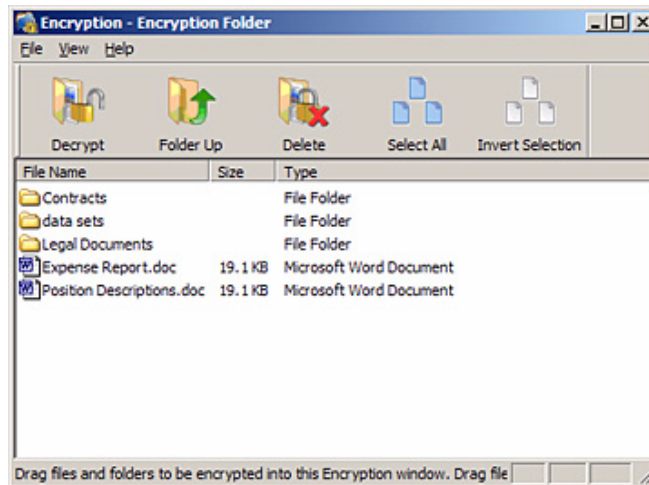 Encryption - Encryption Folder
File View Help
Decrypt Folder Up Delete Select All Invert Selection
File Name Size Type
Contracts File Folder
data sets File Folder
Legal Documents File Folder
Expense Report.doc 19.1 KB Microsoft Word Document
Position Descriptions.doc 19.1 KB Microsoft Word Document
Drag files and folders to be encrypted into this Encryption window. Drag file